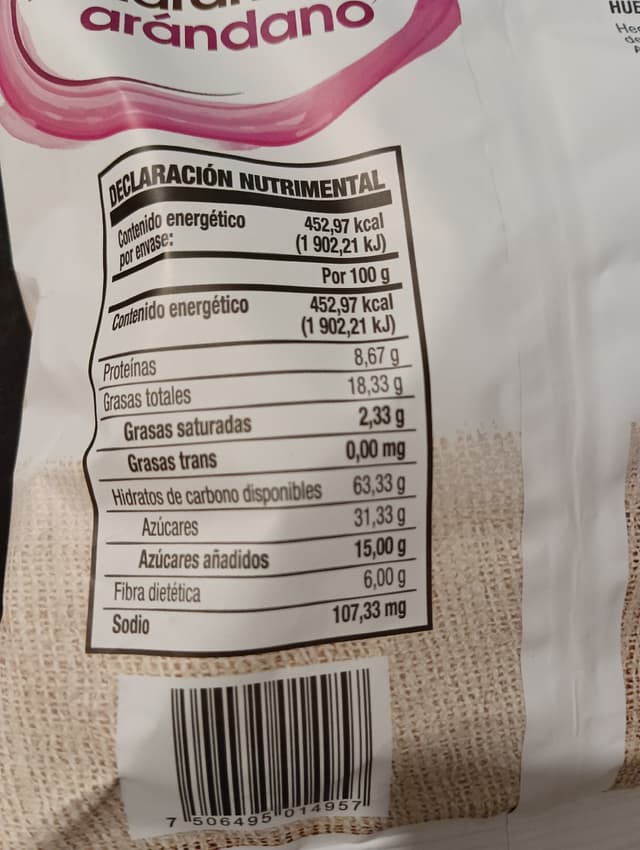 arándano
HUE
DECLARACIÓN NUTRIMENTAL
Contenido energético por envase: 452,97 kcal (1 902,21 kJ)
Por 100 g
Contenido energético 452,97 kcal (1 902,21 kJ)
Proteínas 8,67 g
Grasas totales 18,33 g
Grasas saturadas 2,33 g
Grasas trans 0,00 mg
Hidratos de carbono disponibles 63,33 g
Azúcares 31,33 g
Azúcares añadidos 15,00 g
Fibra dietética 6,00 g
Sodio 107,33 mg
7 506495 014957